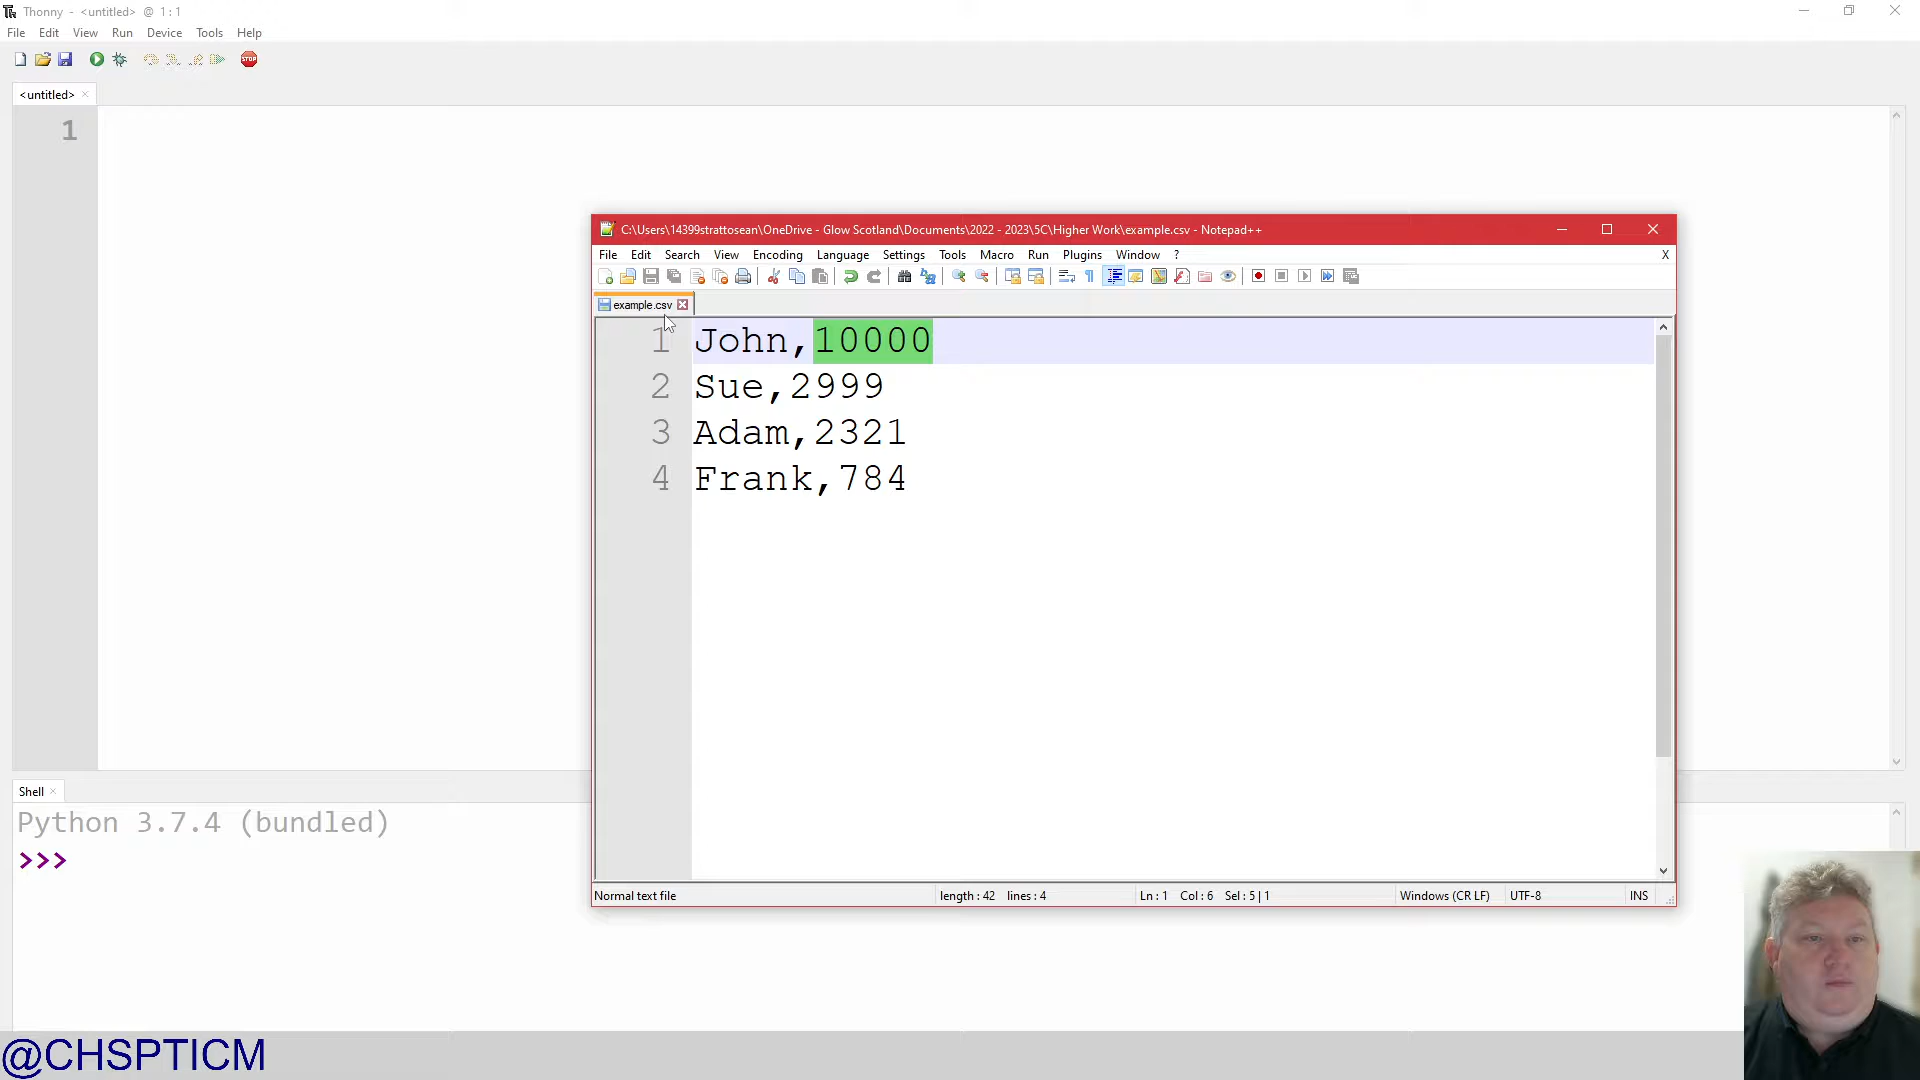 Thonny - <untitled> @ 1:1
File Edit View Run Device Tools Help
STOP
<untitled>
1
C:\Users\14399strattosean\OneDrive - Glow Scotland\Documents\2022 - 2023\5C\Higher Work\example.csv - Notepad++
File Edit Search View Encoding Language Settings Tools Macro Run Plugins Window ? X
example.csv
1 John,10000
2 Sue,2999
3 Adam,2321
4 Frank,784
Normal text file length : 42 lines : 4 Ln : 1 Col : 6 Sel : 5 | 1 Windows (CR LF) UTF-8 INS
Shell
Python 3.7.4 (bundled)
>>>
@CHSPTICM